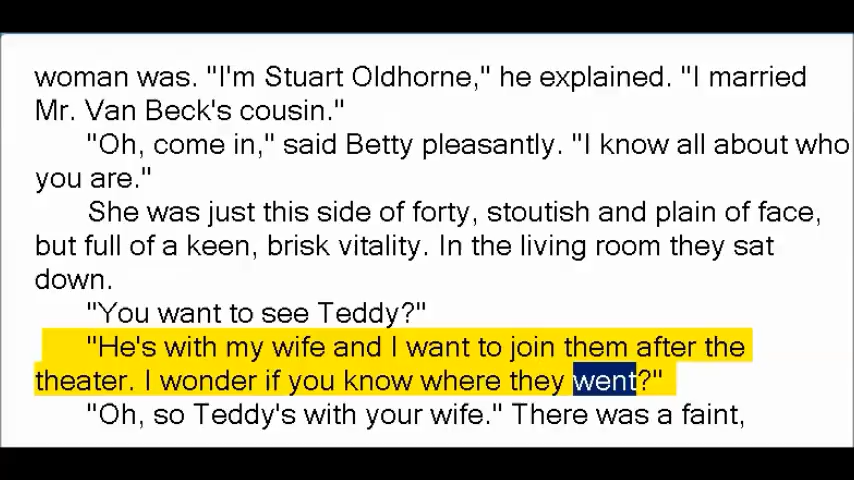 woman was. "I'm Stuart Oldhorne," he explained. "I married
Mr. Van Beck's cousin."
"Oh, come in," said Betty pleasantly. "I know all about who
you are."
She was just this side of forty, stoutish and plain of face,
but full of a keen, brisk vitality. In the living room they sat
down.
"You want to see Teddy?"
"He's with my wife and I want to join them after the
theater. I wonder if you know where they went?"
"Oh, so Teddy's with your wife." There was a faint,